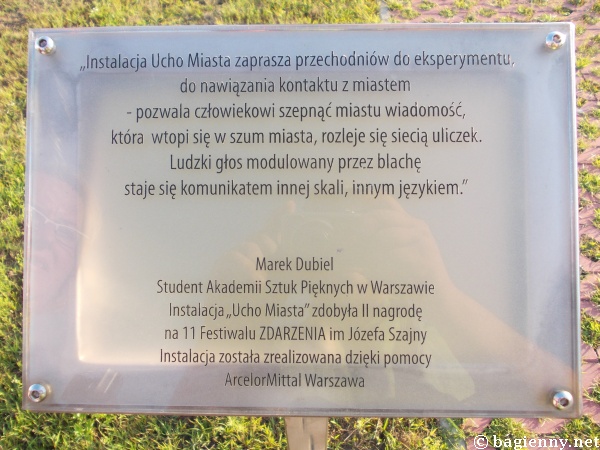 „Instalacja Ucho Miasta zaprasza przechodniów do eksperymentu,
do nawiązania kontaktu z miastem
- pozwala człowiekowi szepnąć miastu wiadomość,
która wtopi się w szum miasta, rozleje się siecią uliczek.
Ludzki głos modulowany przez blachę
staje się komunikatem innej skali, innym językiem.”
Marek Dubiel
Student Akademii Sztuk Pięknych w Warszawie
Instalacja „Ucho Miasta” zdobyła II nagrodę
na 11 Festiwalu ZDARZENIA im Józefa Szajny
Instalacja została zrealizowana dzięki pomocy
ArcelorMittal Warszawa
© bagienny.net